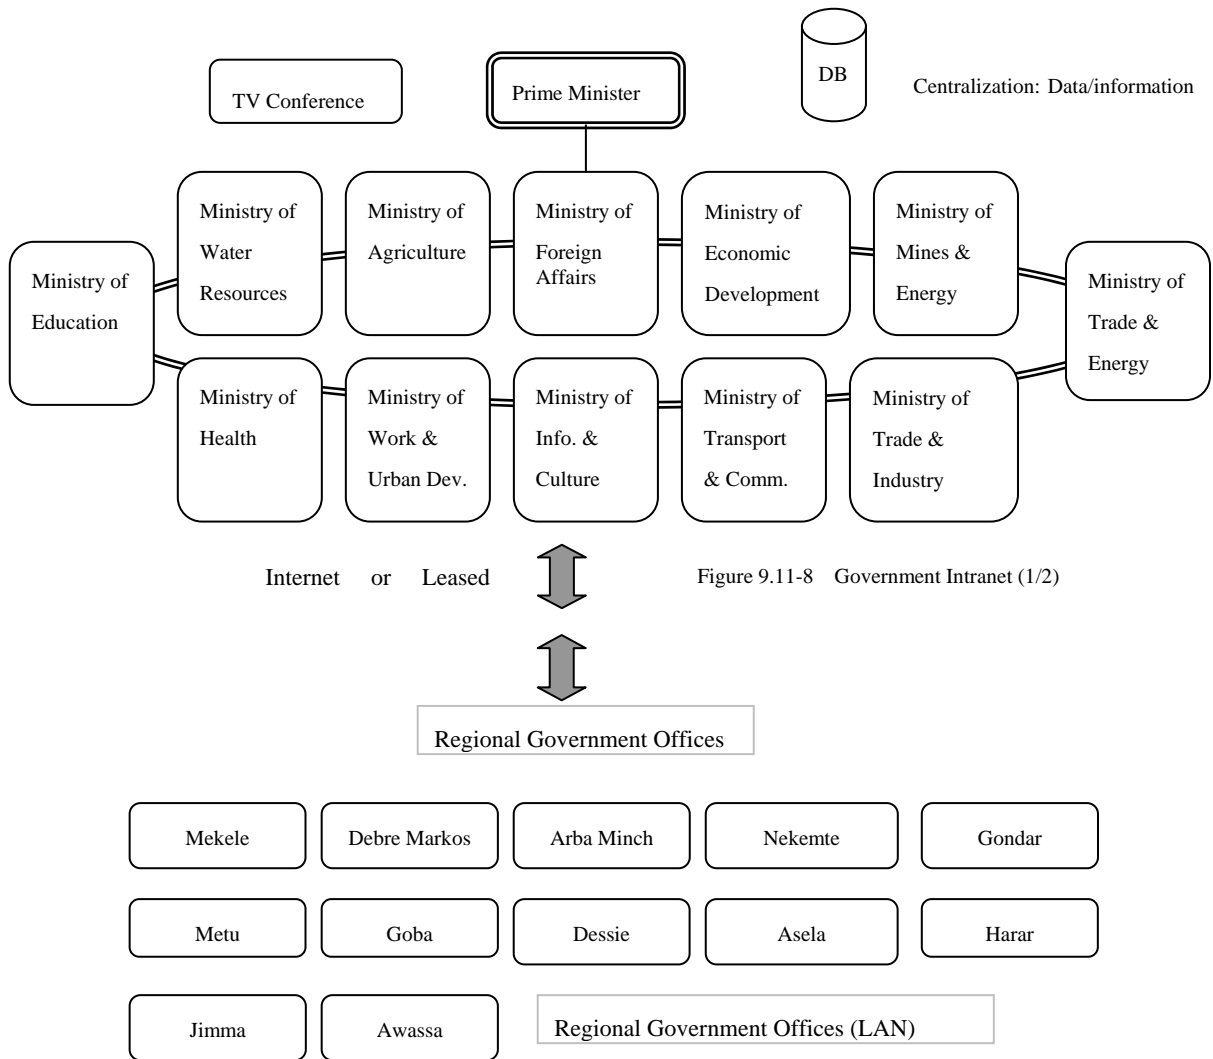 DB
TV Conference
Prime Minister
Centralization: Data/information
Ministry of
Water
Resources
Ministry of
Agriculture
Ministry of
Foreign
Affairs
Ministry of
Economic
Development
Ministry of
Mines &
Energy
Ministry of
Education
Ministry of
Trade &
Energy
Ministry of
Health
Ministry of
Work &
Urban Dev.
Ministry of
Info. &
Culture
Ministry of
Transport
& Comm.
Ministry of
Trade &
Industry
Internet or Leased
Figure 9.11-8 Government Intranet (1/2)
Regional Government Offices
Mekele
Debre Markos
Arba Minch
Nekemte
Gondar
Metu
Goba
Dessie
Asela
Harar
Jimma
Awassa
Regional Government Offices (LAN)